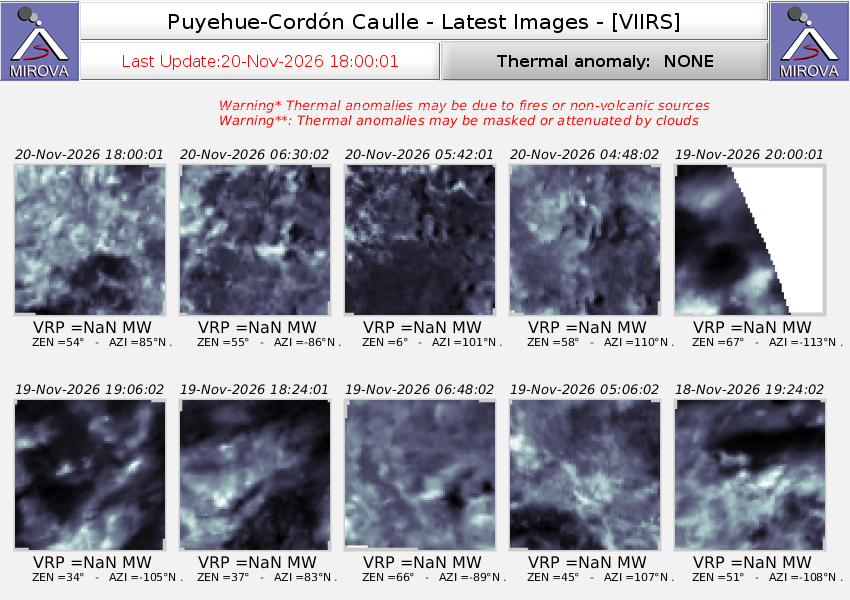 Puyehue-Cordón Caulle - Latest Images - [VIIRS]
MIROVA
Last Update:20-Nov-2026 18:00:01
Thermal anomaly: NONE
MIROVA
Warning* Thermal anomalies may be due to fires or non-volcanic sources
Warning**: Thermal anomalies may be masked or attenuated by clouds
20-Nov-2026 18:00:01 20-Nov-2026 06:30:02 20-Nov-2026 05:42:01 20-Nov-2026 04:48:02 19-Nov-2026 20:00:01
VRP =NaN MW VRP =NaN MW VRP =NaN MW VRP =NaN MW VRP =NaN MW
ZEN =54° - AZI =85°N . ZEN =55° - AZI =-86°N . ZEN =6° - AZI =101°N . ZEN =58° - AZI =110°N . ZEN =67° - AZI =-113°N .
19-Nov-2026 19:06:02 19-Nov-2026 18:24:01 19-Nov-2026 06:48:02 19-Nov-2026 05:06:02 18-Nov-2026 19:24:02
VRP =NaN MW VRP =NaN MW VRP =NaN MW VRP =NaN MW VRP =NaN MW
ZEN =34° - AZI =-105°N . ZEN =37° - AZI =83°N . ZEN =66° - AZI =-89°N . ZEN =45° - AZI =107°N . ZEN =51° - AZI =-108°N .